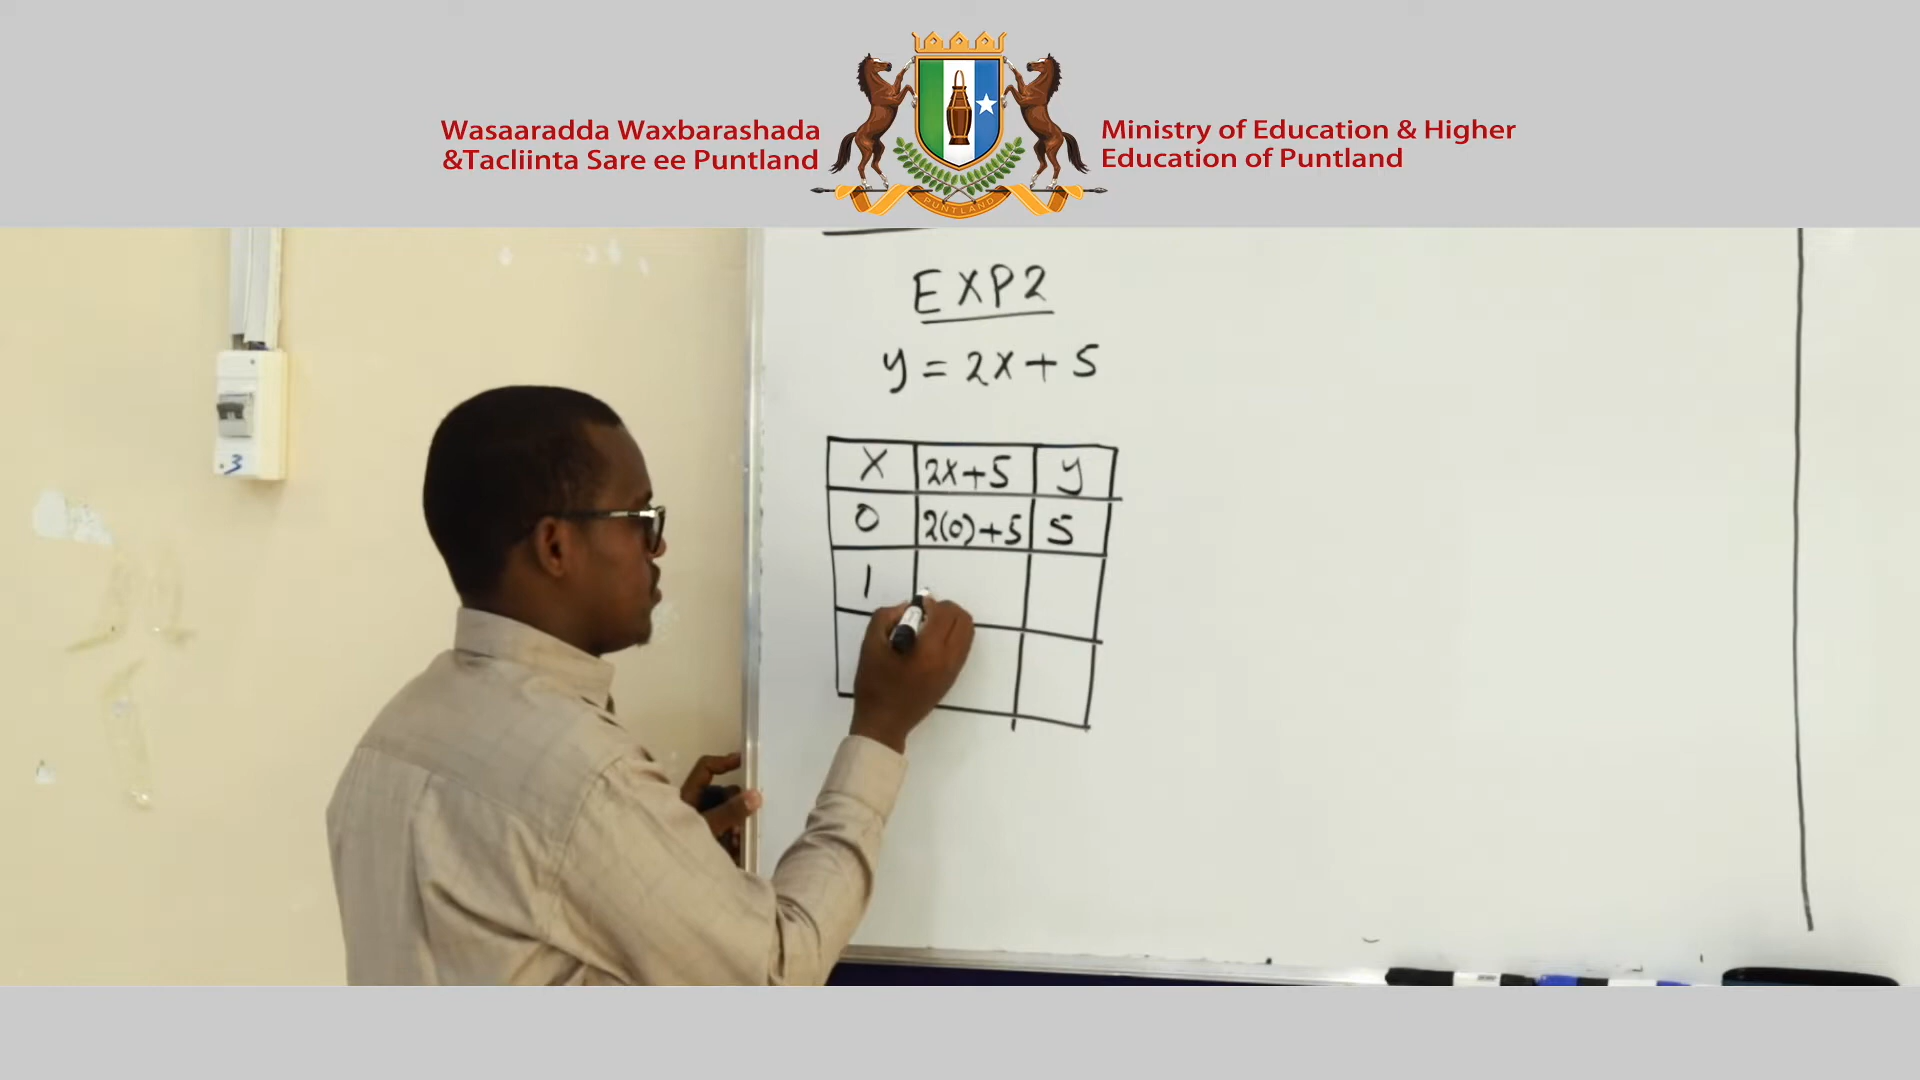 Wasaaradda Waxbarashada
&Tacliinta Sare ee Puntland
PUNTLAND
Ministry of Education & Higher
Education of Puntland
EXP2
y = 2x + 5
x 2x+5 y
0 2(0)+5 5
1
3